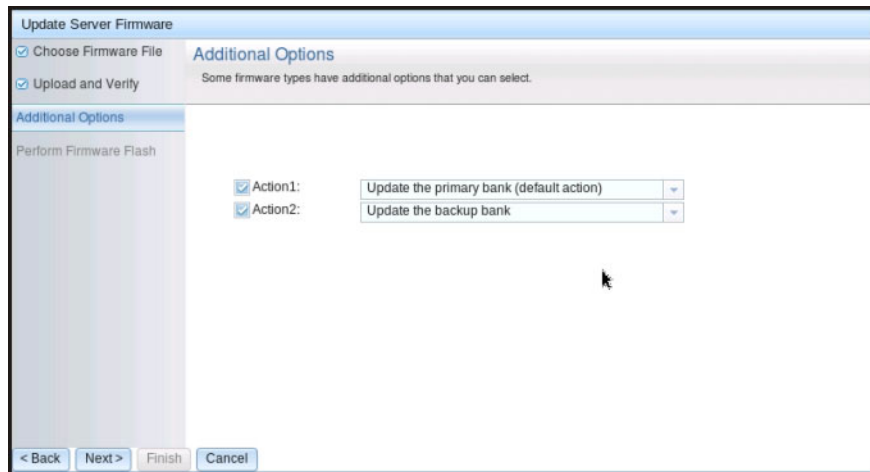 Update Server Firmware
Choose Firmware File
Upload and Verify
Additional Options
Perform Firmware Flash
Additional Options
Some firmware types have additional options that you can select.
Action1: Update the primary bank (default action)
Action2: Update the backup bank
< Back Next > Finish Cancel